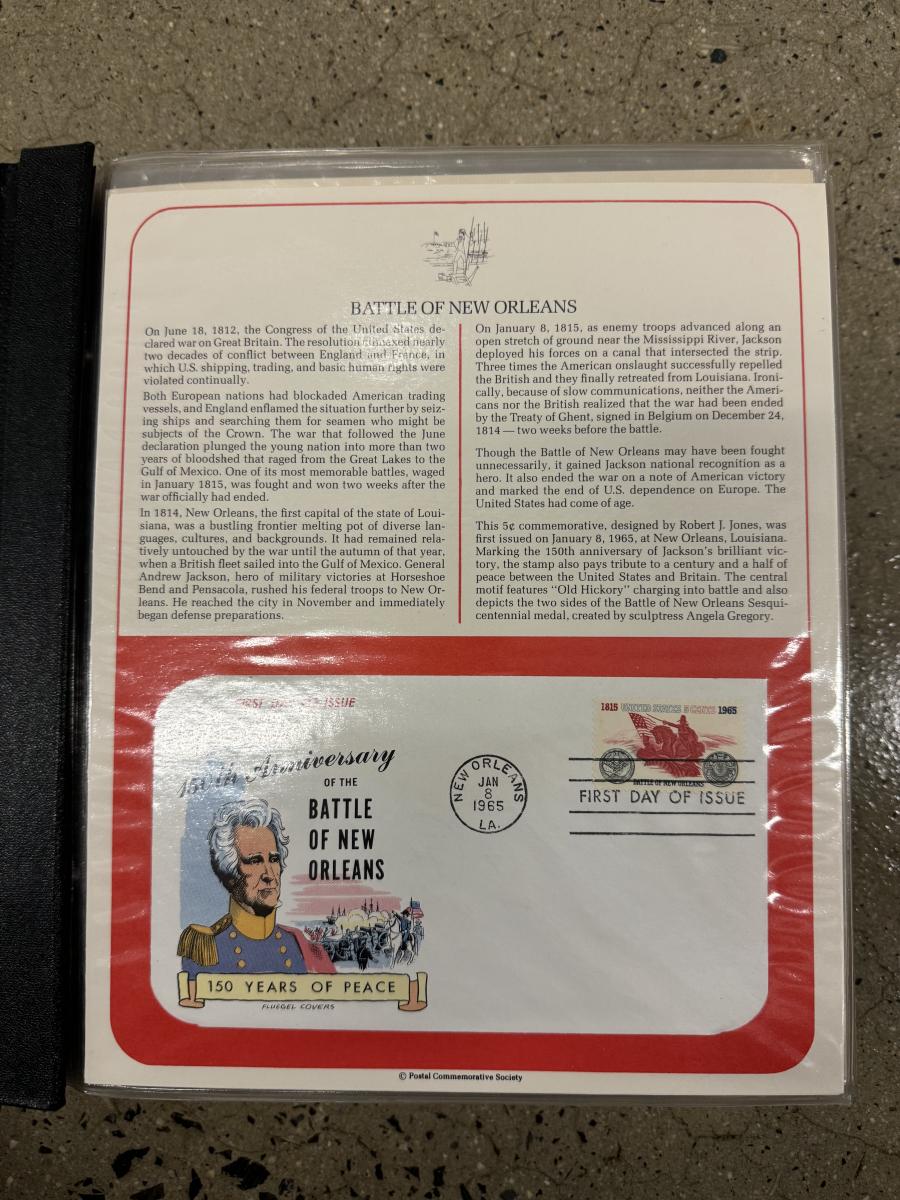 BATTLE OF NEW ORLEANS
On June 18, 1812, the Congress of the United States de-
clared war on Great Britain. The resolution climaxed nearly
two decades of conflict between England and France, in
which U.S. shipping, trading, and basic human rights were
violated continually.
Both European nations had blockaded American trading
vessels, and England enflamed the situation further by seiz-
ing ships and searching them for seamen who might be
subjects of the Crown. The war that followed the June
declaration plunged the young nation into more than two
years of bloodshed that raged from the Great Lakes to the
Gulf of Mexico. One of its most memorable battles, waged
in January 1815, was fought and won two weeks after the
war officially had ended.
In 1814, New Orleans, the first capital of the state of Loui-
siana, was a bustling frontier melting pot of diverse lan-
guages, cultures, and backgrounds. It had remained rela-
tively untouched by the war until the autumn of that year,
when a British fleet sailed into the Gulf of Mexico. General
Andrew Jackson, hero of military victories at Horseshoe
Bend and Pensacola, rushed his federal troops to New Or-
leans. He reached the city in November and immediately
began defense preparations.
On January 8, 1815, as enemy troops advanced along an
open stretch of ground near the Mississippi River, Jackson
deployed his forces on a canal that intersected the strip.
Three times the American onslaught successfully repelled
the British and they finally retreated from Louisiana. Ironi-
cally, because of slow communications, neither the Ameri-
cans nor the British realized that the war had been ended
by the Treaty of Ghent, signed in Belgium on December 24,
1814 — two weeks before the battle.
Though the Battle of New Orleans may have been fought
unnecessarily, it gained Jackson national recognition as a
hero. It also ended the war on a note of American victory
and marked the end of U.S. dependence on Europe. The
United States had come of age.
This 5¢ commemorative, designed by Robert J. Jones, was
first issued on January 8, 1965, at New Orleans, Louisiana.
Marking the 150th anniversary of Jackson's brilliant vic-
tory, the stamp also pays tribute to a century and a half of
peace between the United States and Britain. The central
motif features "Old Hickory" charging into battle and also
depicts the two sides of the Battle of New Orleans Sesqui-
centennial medal, created by sculptress Angela Gregory.
FIRST DAY OF ISSUE
150th Anniversary
OF THE
BATTLE
OF NEW
ORLEANS
150 YEARS OF PEACE
FLUEGEL COVERS
NEW ORLEANS
JAN
8
1965
LA.
1815 UNITED STATES 5 CENTS 1965
BATTLE OF NEW ORLEANS
FIRST DAY OF ISSUE
© Postal Commemorative Society